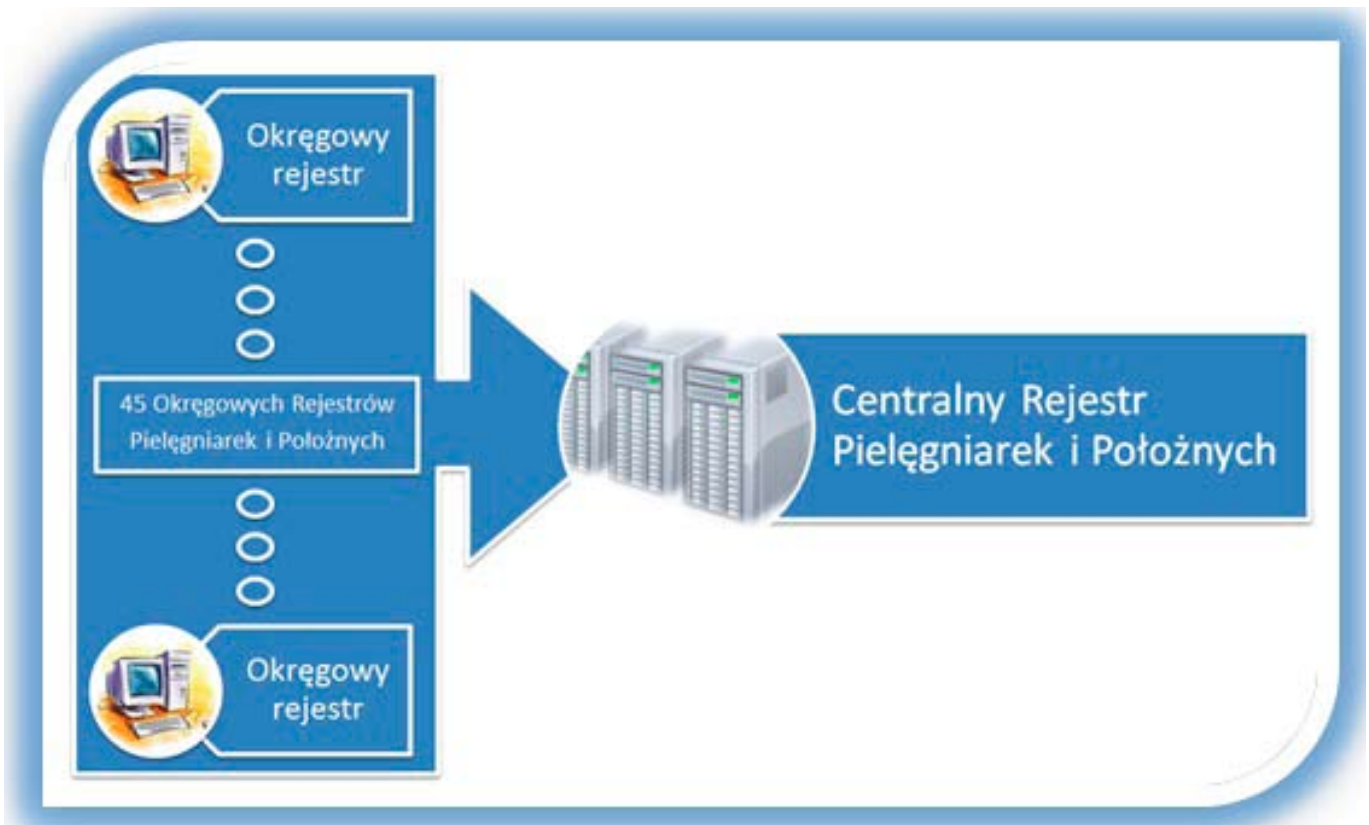 Okręgowy
rejestr
45 Okręgowych Rejestrów
Pielęgniarek i Położnych
Okręgowy
rejestr
Centralny Rejestr
Pielęgniarek i Położnych